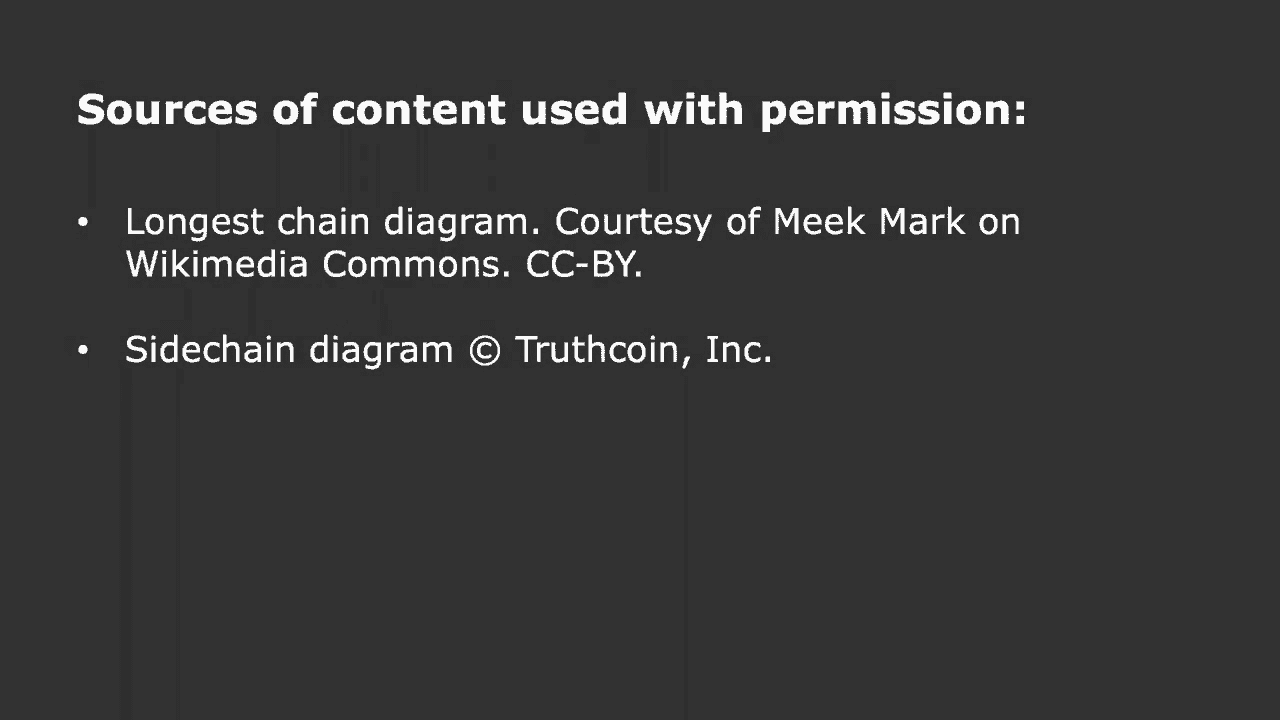 Sources of content used with permission:
• Longest chain diagram. Courtesy of Meek Mark on
Wikimedia Commons. CC-BY.
• Sidechain diagram © Truthcoin, Inc.